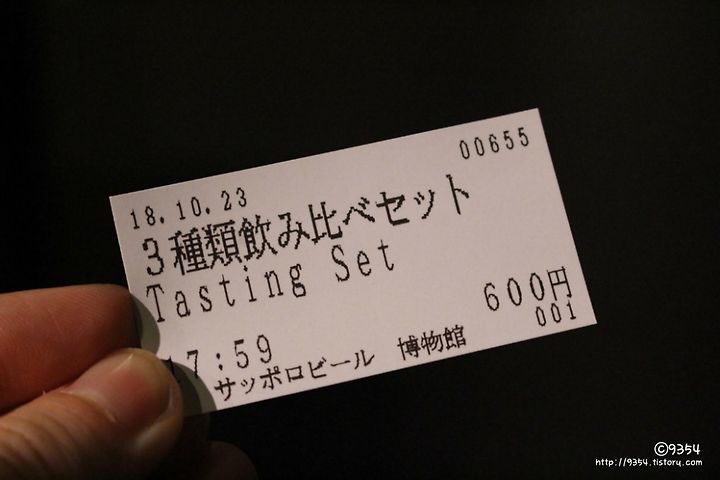 00655
18.10.23
3種類飲み比べセット
Tasting Set
600円
17:59
001
サッポロビール 博物館
©9354
http://9354.tistory.com